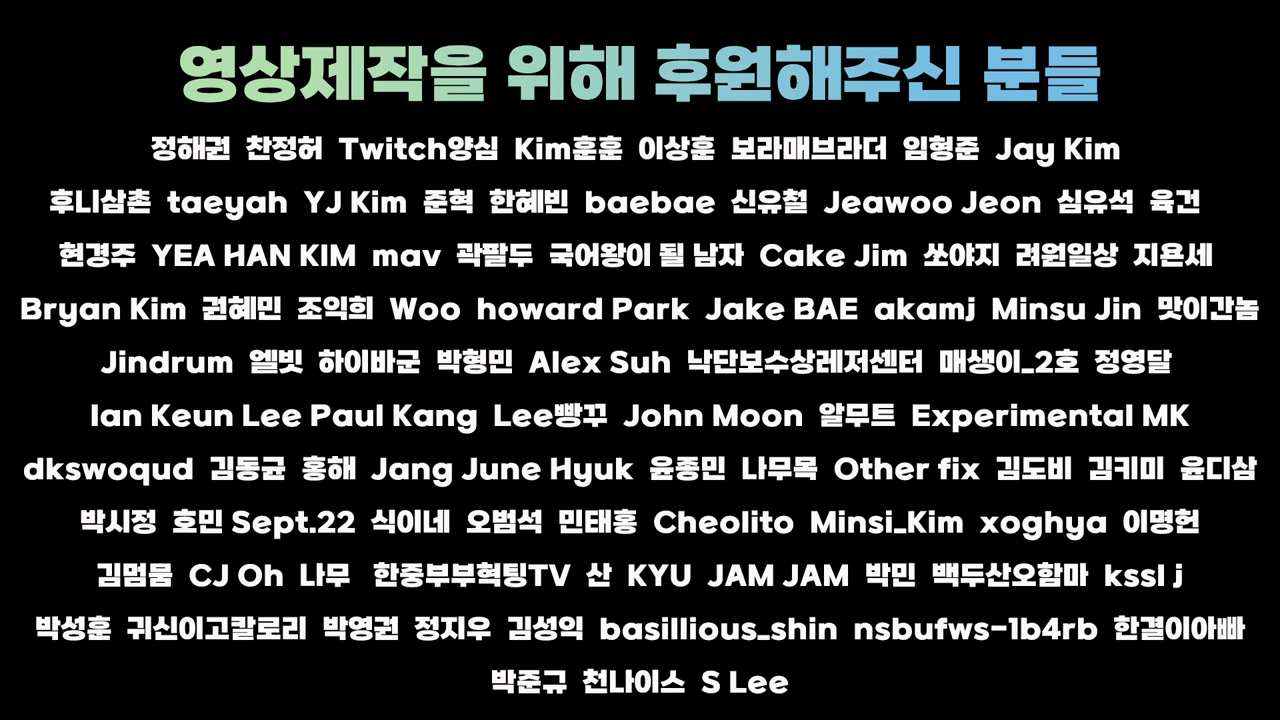 영상제작을 위해 후원해주신 분들
정해권 찬정허 Twitch양심 Kim훈훈 이상훈 보라매브라더 임형준 Jay Kim
후니삼촌 taeyah YJ Kim 준혁 한혜빈 baebae 신유철 Jeawoo Jeon 심유석 육건
현경주 YEA HAN KIM mav 곽팔두 국어왕이 될 남자 Cake Jim 쏘야지 려원일상 지욘세
Bryan Kim 권혜민 조익희 Woo howard Park Jake BAE akamj Minsu Jin 맛이간놈
Jindrum 엘빗 하이바군 박형민 Alex Suh 낙단보수상레저센터 매생이_2호 정영달
Ian Keun Lee Paul Kang Lee빵꾸 John Moon 알무트 Experimental MK
dkswoqud 김동균 홍해 Jang June Hyuk 윤종민 나무목 Other fix 김도비 김키미 윤디삼
박시정 호민 Sept.22 식이네 오범석 민태홍 Cheolito Minsi_Kim xoghya 이명헌
김멈뭄 CJ Oh 나무 한중부부혁팅TV 산 KYU JAM JAM 박민 백두산오함마 kssl j
박성훈 귀신이고칼로리 박영권 정지우 김성익 basillious_shin nsbufws-1b4rb 한결이아빠
박준규 천나이스 S Lee